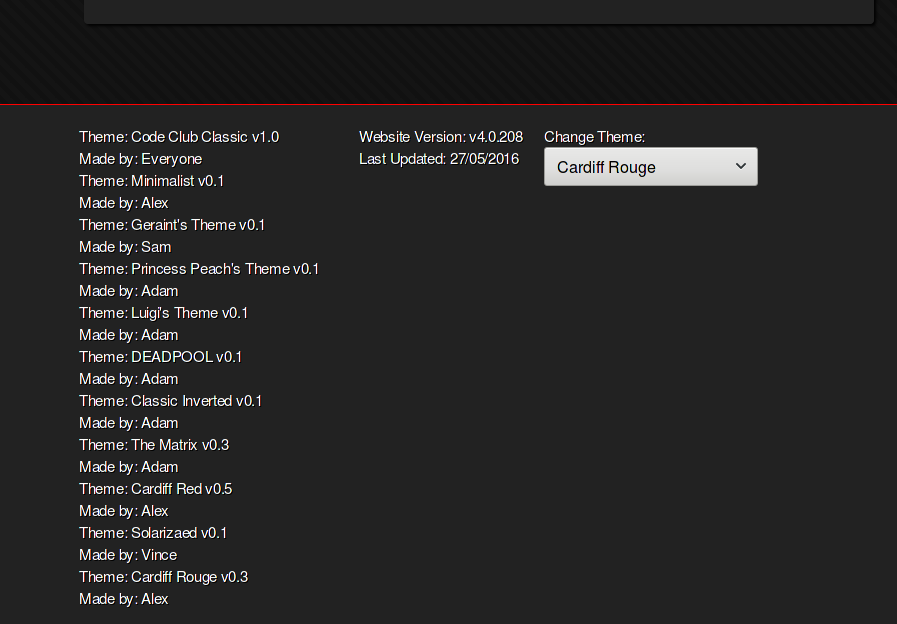 Theme: Code Club Classic v1.0
Made by: Everyone
Theme: Minimalist v0.1
Made by: Alex
Theme: Geraint's Theme v0.1
Made by: Sam
Theme: Princess Peach's Theme v0.1
Made by: Adam
Theme: Luigi's Theme v0.1
Made by: Adam
Theme: DEADPOOL v0.1
Made by: Adam
Theme: Classic Inverted v0.1
Made by: Adam
Theme: The Matrix v0.3
Made by: Adam
Theme: Cardiff Red v0.5
Made by: Alex
Theme: Solarizaed v0.1
Made by: Vince
Theme: Cardiff Rouge v0.3
Made by: Alex
Website Version: v4.0.208
Last Updated: 27/05/2016
Change Theme:
Cardiff Rouge